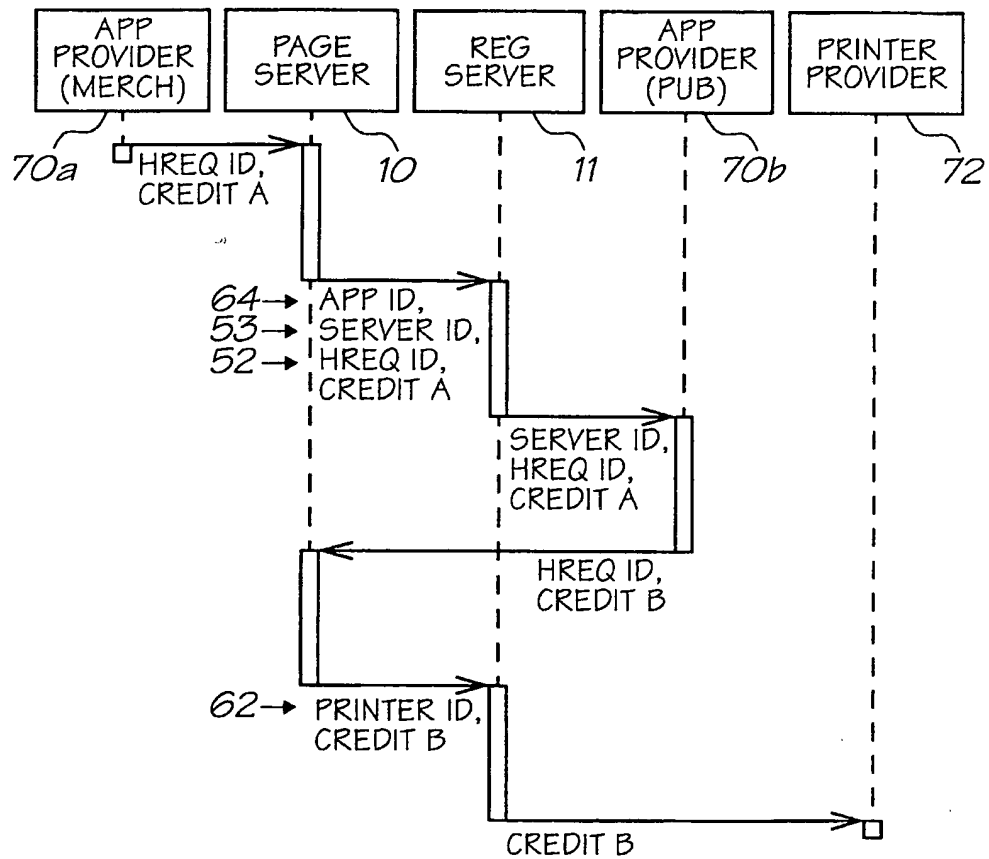 APP
PROVIDER
(MERCH)
PAGE
SERVER
REG
SERVER
APP
PROVIDER
(PUB)
PRINTER
PROVIDER
70a
10
11
70b
72
HREQ ID,
CREDIT A
64
APP ID,
53
SERVER ID,
52
HREQ ID,
CREDIT A
SERVER ID,
HREQ ID,
CREDIT A
HREQ ID,
CREDIT B
62
PRINTER ID,
CREDIT B
CREDIT B